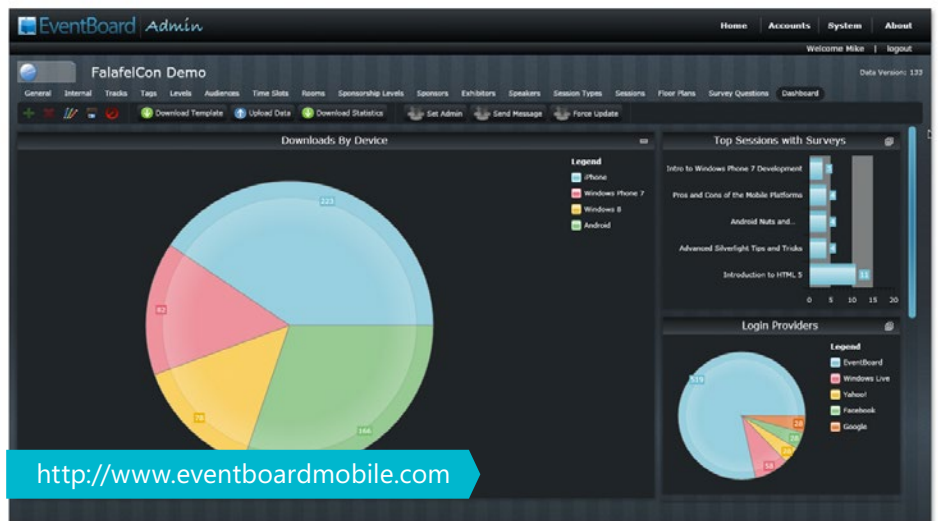 EventBoard Admin
Home Accounts System About
Welcome Mike | logout
FalafelCon Demo
Data Version: 133
General Internal Tracks Tags Levels Audiences Time Slots Rooms Sponsorship Levels Sponsors Exhibitors Speakers Session Types Sessions Floor Plans Survey Questions Dashboard
Download Template Upload Data Download Statistics Set Admin Send Message Force Update
Downloads By Device
Legend
iPhone
Windows Phone 7
Windows 8
Android
223
82
78
166
Top Sessions with Surveys
Intro to Windows Phone 7 Development
Pros and Cons of the Mobile Platforms
4
Android Nuts and...
4
Advanced Silverlight Tips and Tricks
4
Introduction to HTML 5
11
0 5 10 15 20
Login Providers
Legend
EventBoard
Windows Live
Yahoo!
Facebook
Google
28
28
58
http://www.eventboardmobile.com